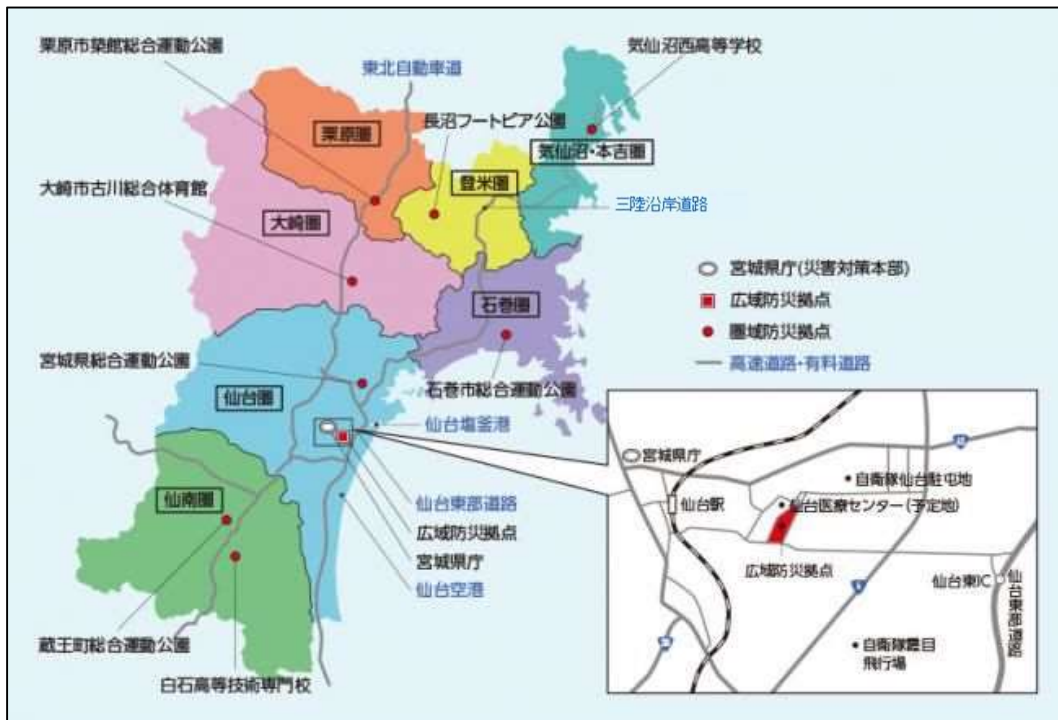 栗原市築館総合運動公園
気仙沼西高等学校
東北自動車道
長沼フートピア公園
栗原圏
気仙沼・本吉圏
登米圏
大崎市古川総合体育館
三陸沿岸道路
大崎圏
宮城県庁(災害対策本部)
広域防災拠点
圏域防災拠点
高速道路・有料道路
石巻圏
宮城県総合運動公園
石巻市総合運動公園
仙台圏
仙台塩釜港
仙南圏
仙台東部道路
広域防災拠点
宮城県庁
仙台空港
蔵王町総合運動公園
白石高等技術専門校
宮城県庁
45
自衛隊仙台駐屯地
仙台駅
仙台医療センター(予定地)
広域防災拠点
仙台東IC
仙台東部道路
4
自衛隊霞目
飛行場